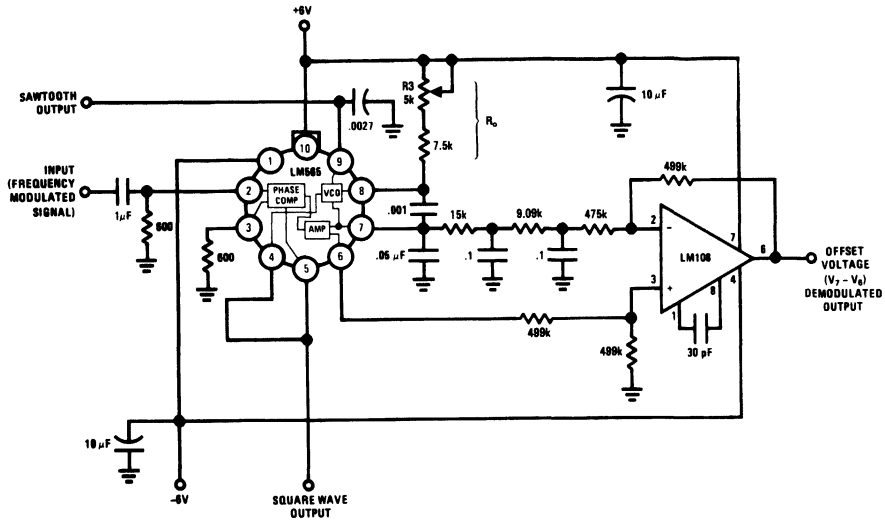 +6V
SAWTOOTH
OUTPUT
.0027
R3
5k
R₀
10 μF
7.5k
INPUT
(FREQUENCY
MODULATED
SIGNAL)
1μF
600
600
LM565
1
2
3
4
5
6
7
8
9
10
PHASE
COMP
VCO
AMP
.001
.05 μF
15k
.1
9.09k
.1
475k
499k
2
−
3
+
LM108
7
6
4
8
1
30 pF
499k
499k
OFFSET
VOLTAGE
(V₇ − V₆)
DEMODULATED
OUTPUT
10 μF
−6V
SQUARE WAVE
OUTPUT